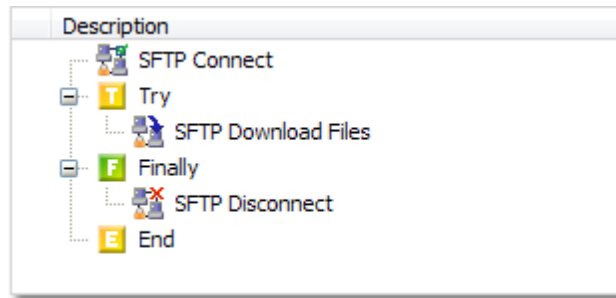 Description
SFTP Connect
T Try
SFTP Download Files
F Finally
SFTP Disconnect
E End